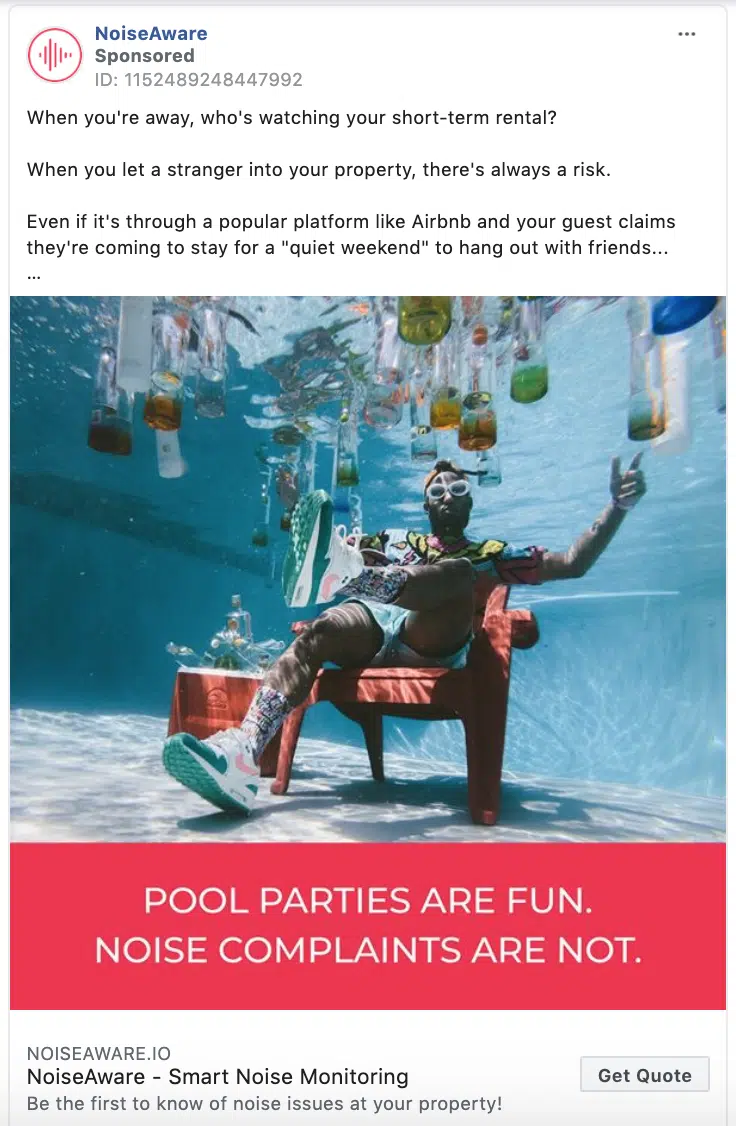 NoiseAware
Sponsored
ID: 1152489248447992
When you're away, who's watching your short-term rental?
When you let a stranger into your property, there's always a risk.
Even if it's through a popular platform like Airbnb and your guest claims
they're coming to stay for a "quiet weekend" to hang out with friends...
...
POOL PARTIES ARE FUN.
NOISE COMPLAINTS ARE NOT.
NOISEAWARE.IO
NoiseAware - Smart Noise Monitoring
Get Quote
Be the first to know of noise issues at your property!